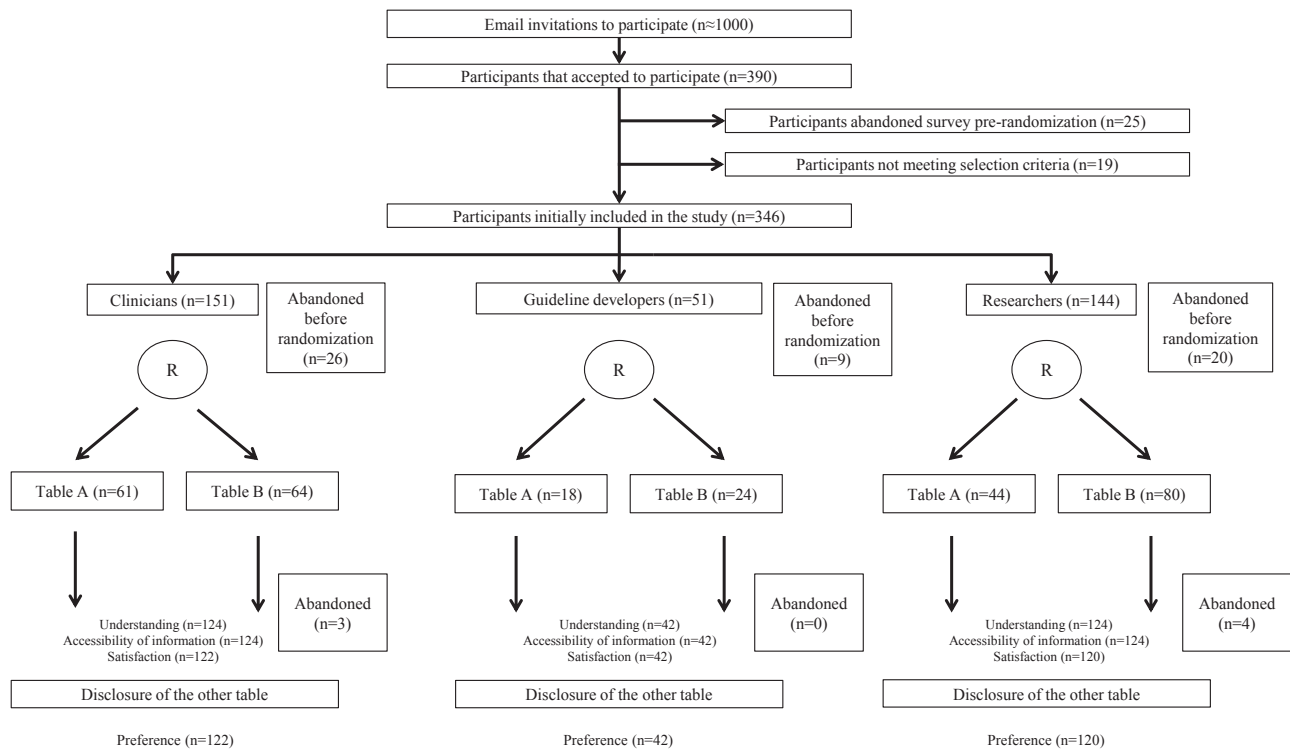 Email invitations to participate (n≈1000)
Participants that accepted to participate (n=390)
Participants abandoned survey pre-randomization (n=25)
Participants not meeting selection criteria (n=19)
Participants initially included in the study (n=346)
Clinicians (n=151)
Abandoned
before
randomization
(n=26)
R
Table A (n=61)
Table B (n=64)
Abandoned
(n=3)
Understanding (n=124)
Accessibility of information (n=124)
Satisfaction (n=122)
Disclosure of the other table
Preference (n=122)
Guideline developers (n=51)
Abandoned
before
randomization
(n=9)
R
Table A (n=18)
Table B (n=24)
Abandoned
(n=0)
Understanding (n=42)
Accessibility of information (n=42)
Satisfaction (n=42)
Disclosure of the other table
Preference (n=42)
Researchers (n=144)
Abandoned
before
randomization
(n=20)
R
Table A (n=44)
Table B (n=80)
Abandoned
(n=4)
Understanding (n=124)
Accessibility of information (n=124)
Satisfaction (n=120)
Disclosure of the other table
Preference (n=120)